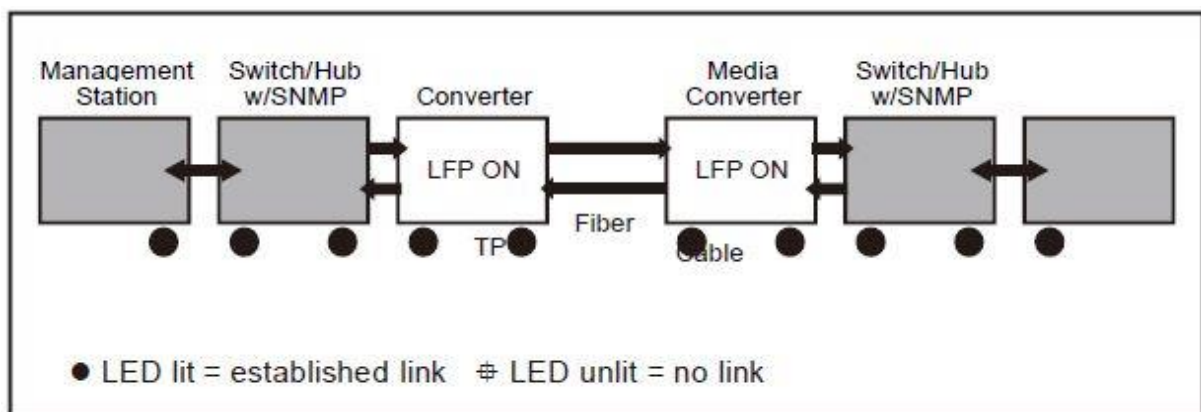 Management
Station
Switch/Hub
w/SNMP
Converter
Media
Converter
Switch/Hub
w/SNMP
LFP ON
LFP ON
Fiber
TP
Cable
● LED lit = established link ⌖ LED unlit = no link